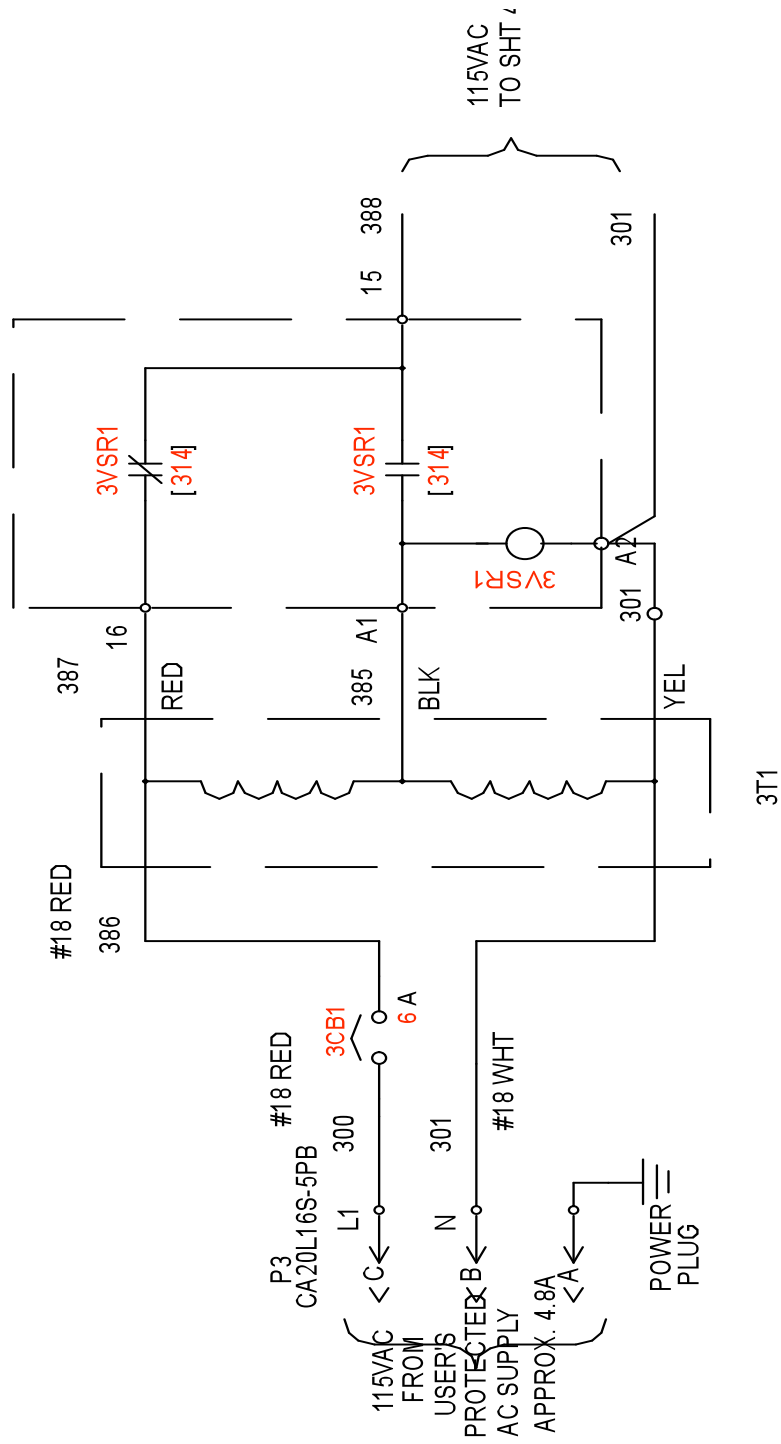 115VAC
TO SHT
388
15
301
3VSR1
[ 314]
3VSR1
[ 314]
3VSR1
A2
301
16
A1
387
RED
385
BLK
YEL
3T1
#18 RED
386
#18 RED
3CB1
6 A
300
301
#18 WHT
P3
CA20L16S-5PB
L1
N
C
B
A
115VAC
FROM
USER'S
PROTECTED
AC SUPPLY
APPROX. 4.8A
POWER
PLUG